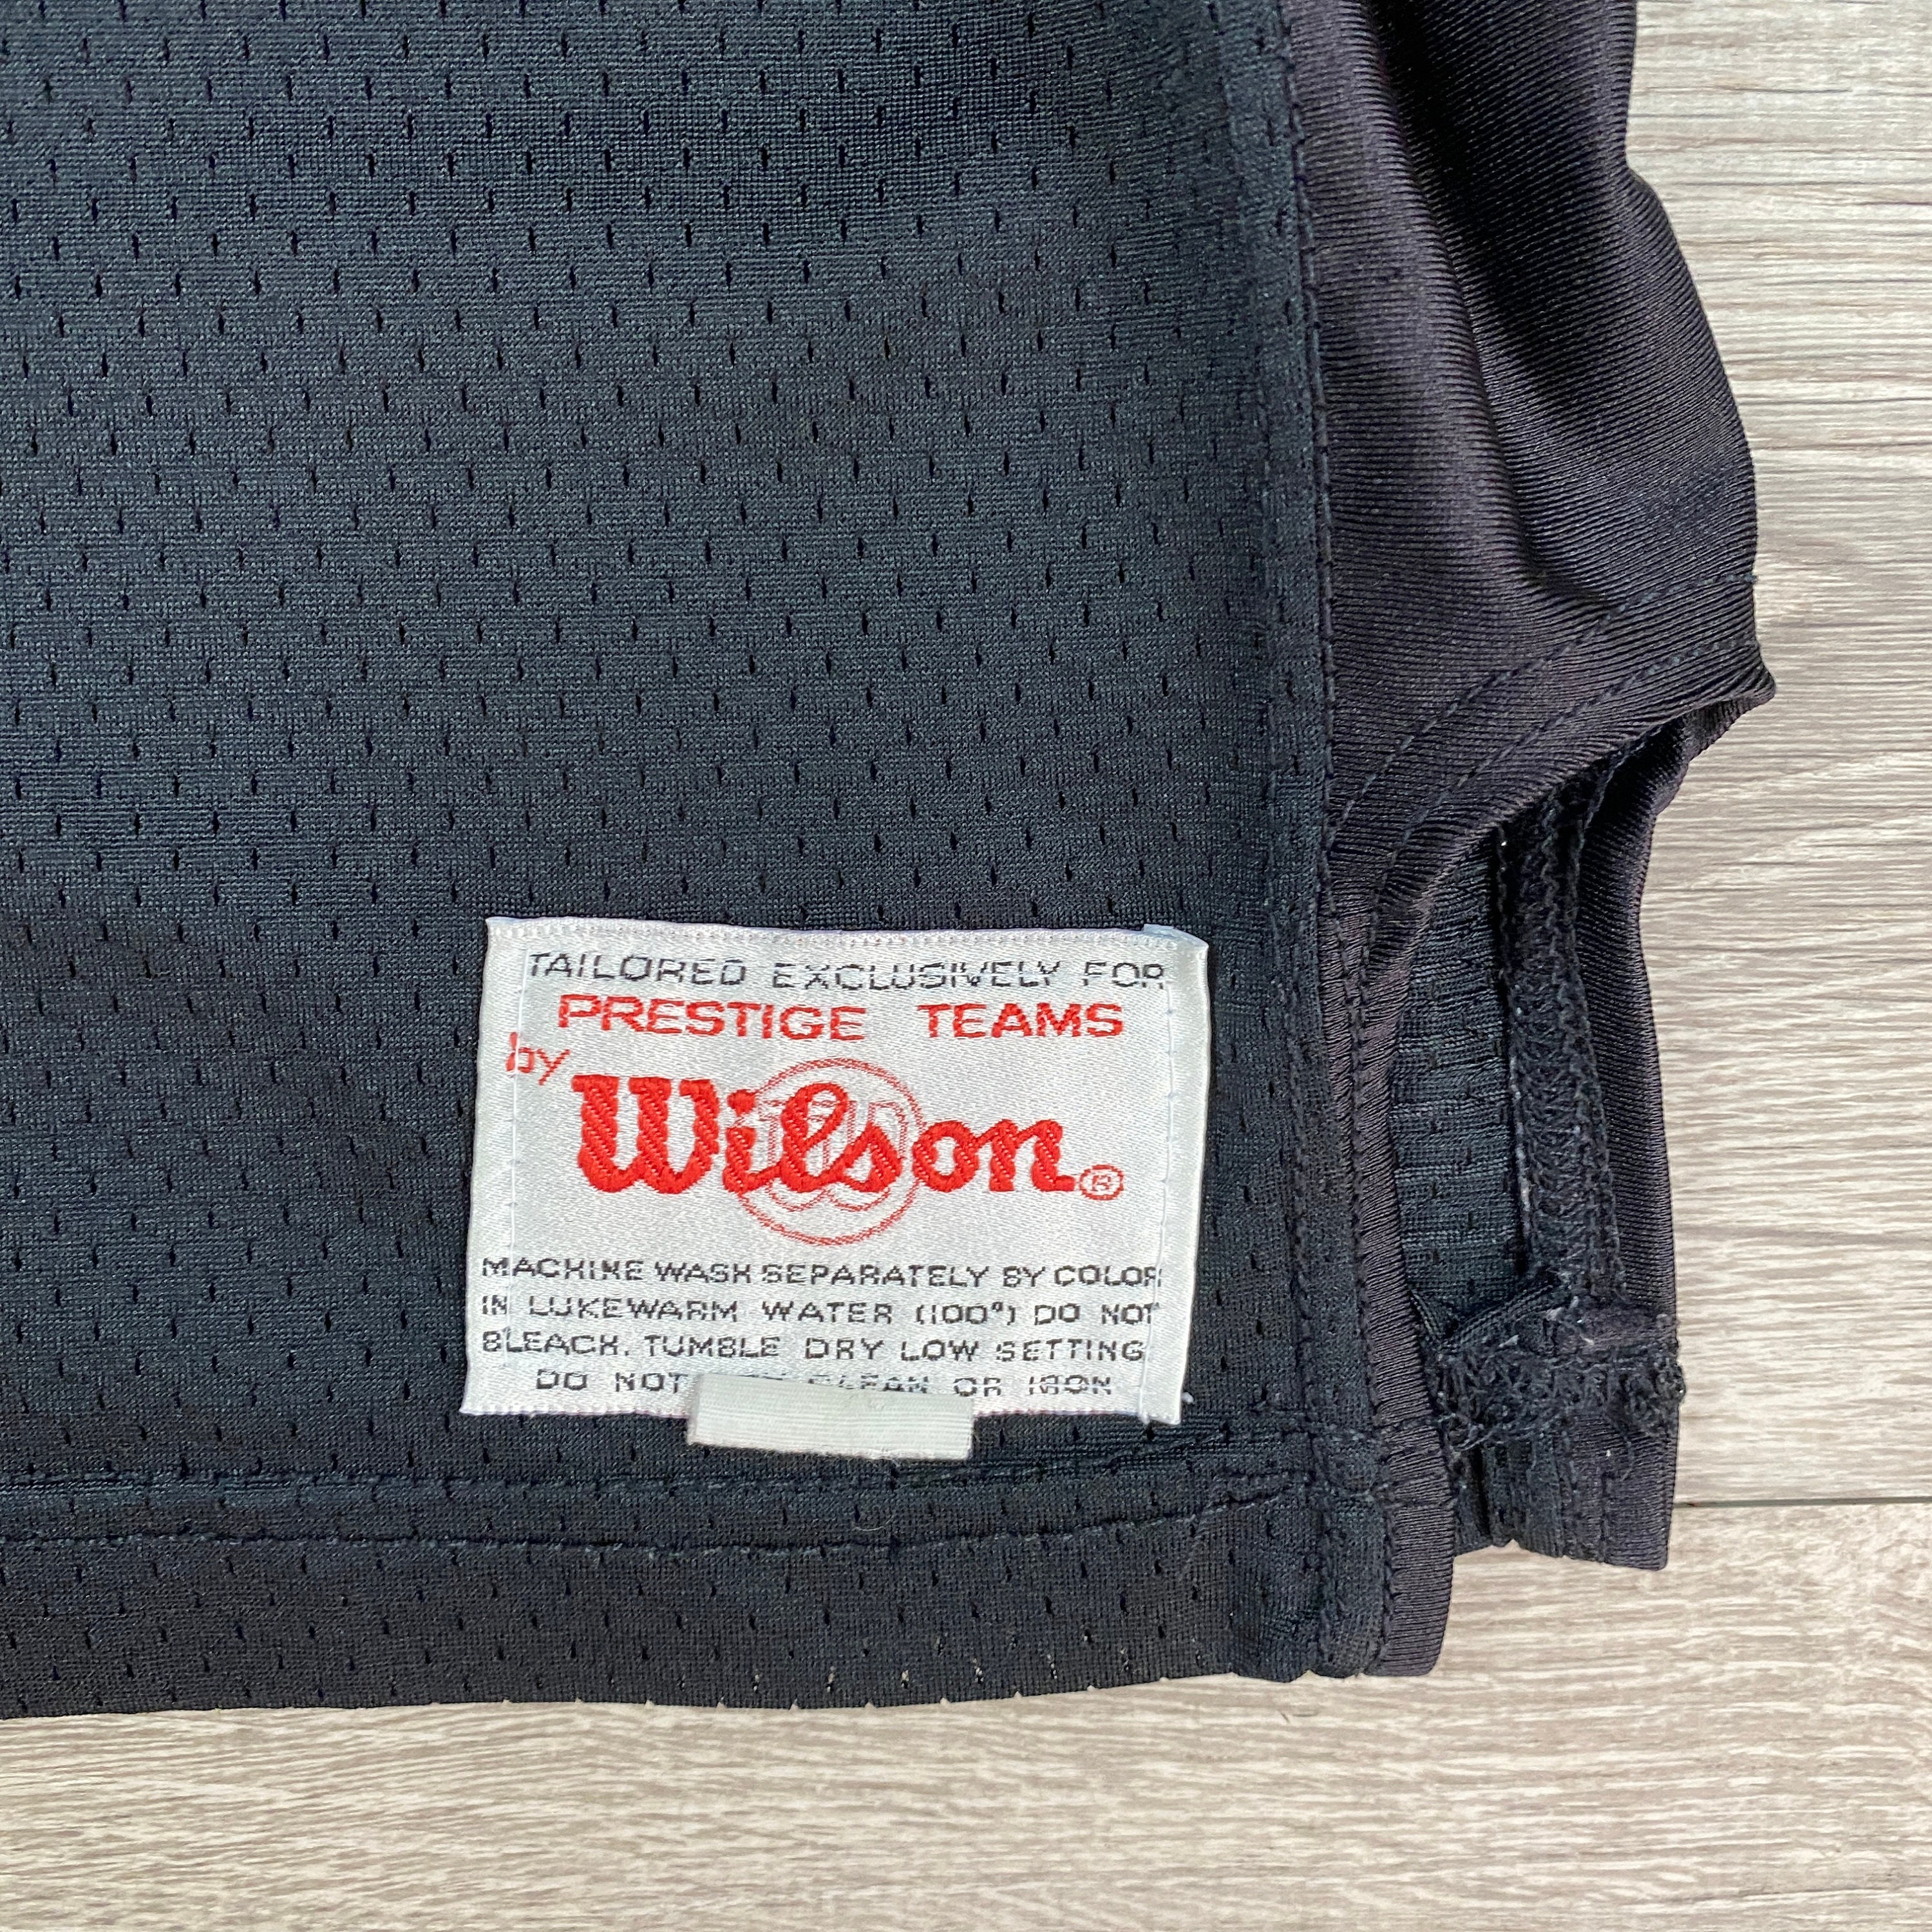 TAILORED EXCLUSIVELY FOR
PRESTIGE TEAMS
by Wilson®
MACHINE WASH SEPARATELY BY COLOR
IN LUKEWARM WATER (100°) DO NOT
BLEACH. TUMBLE DRY LOW SETTING
DO NOT CLEAN OR IRON